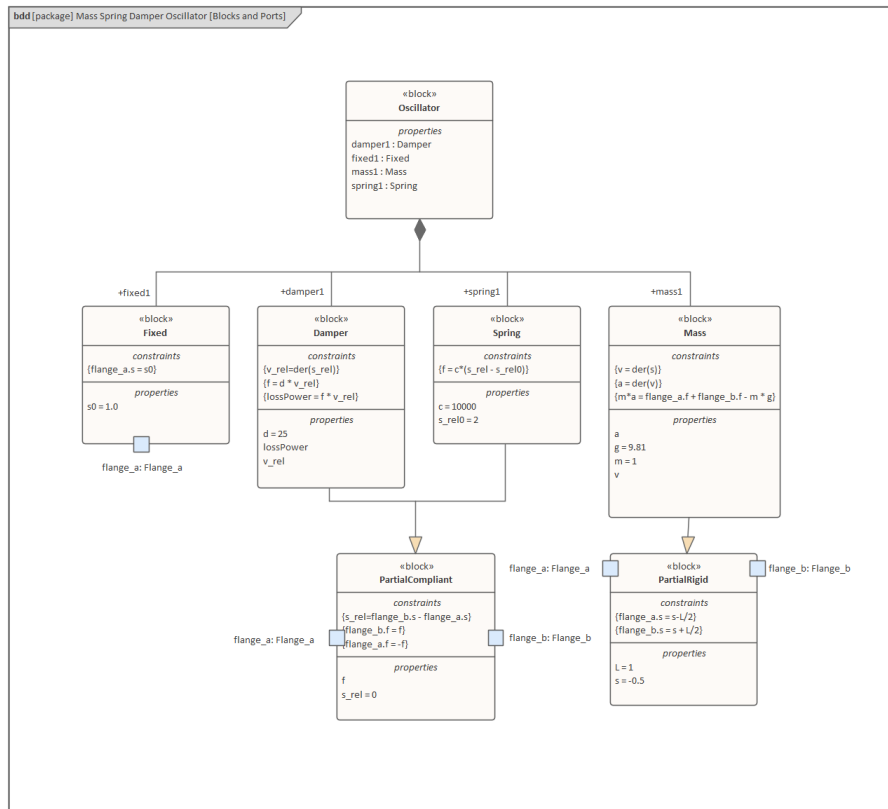 bdd [package] Mass Spring Damper Oscillator [Blocks and Ports]
«block»
Oscillator
properties
damper1 : Damper
fixed1 : Fixed
mass1 : Mass
spring1 : Spring
+fixed1
+damper1
+spring1
+mass1
«block»
Fixed
constraints
{flange_a.s = s0}
properties
s0 = 1.0
flange_a: Flange_a
«block»
Damper
constraints
{v_rel=der(s_rel)}
{f = d * v_rel}
{lossPower = f * v_rel}
properties
d = 25
lossPower
v_rel
«block»
Spring
constraints
{f = c*(s_rel - s_rel0)}
properties
c = 10000
s_rel0 = 2
«block»
Mass
constraints
{v = der(s)}
{a = der(v)}
{m*a = flange_a.f + flange_b.f - m * g}
properties
a
g = 9.81
m = 1
v
«block»
PartialCompliant
constraints
{s_rel=flange_b.s - flange_a.s}
{flange_b.f = f}
{flange_a.f = -f}
properties
f
s_rel = 0
flange_a: Flange_a
flange_b: Flange_b
flange_a: Flange_a
«block»
PartialRigid
constraints
{flange_a.s = s-L/2}
{flange_b.s = s + L/2}
properties
L = 1
s = -0.5
flange_b: Flange_b